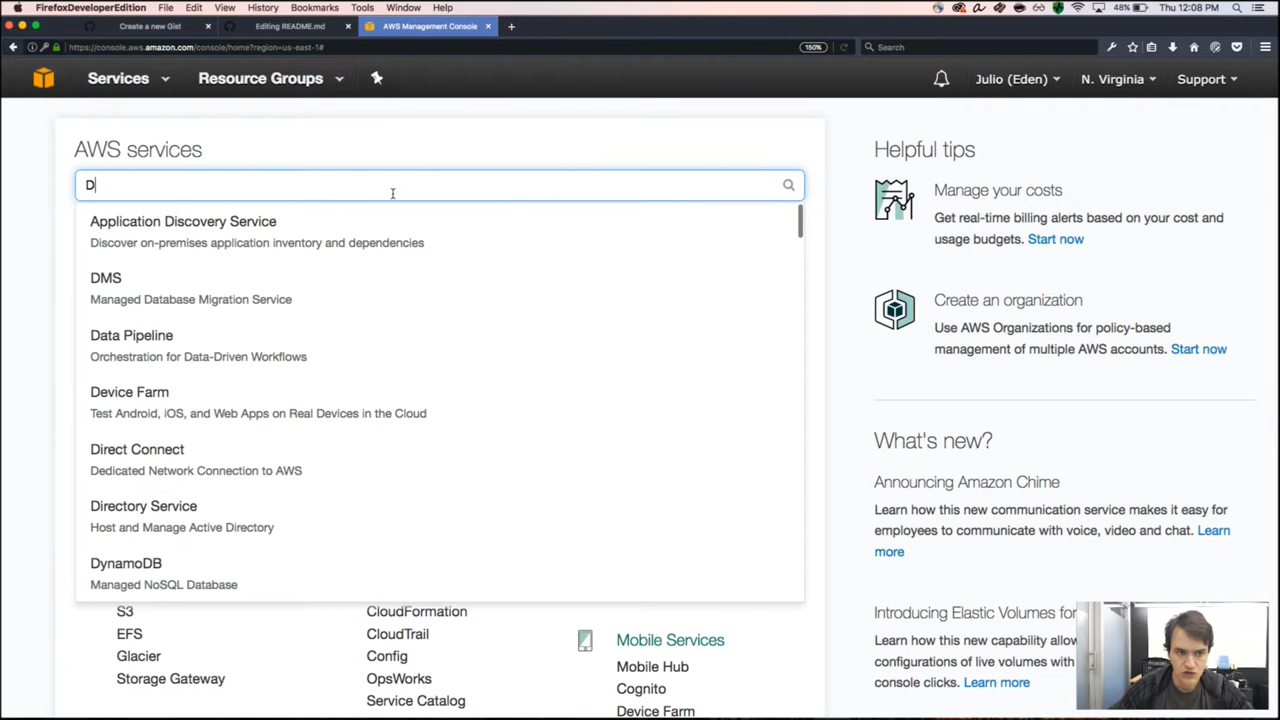 FirefoxDeveloperEdition File Edit View History Bookmarks Tools Window Help 48% Thu 12:08 PM
Create a new Gist × Editing README.md × AWS Management Console × +
https://console.aws.amazon.com/console/home?region=us-east-1# 150% Search
Services Resource Groups Julio (Eden) N. Virginia Support
AWS services
D
Application Discovery Service
Discover on-premises application inventory and dependencies
DMS
Managed Database Migration Service
Data Pipeline
Orchestration for Data-Driven Workflows
Device Farm
Test Android, iOS, and Web Apps on Real Devices in the Cloud
Direct Connect
Dedicated Network Connection to AWS
Directory Service
Host and Manage Active Directory
DynamoDB
Managed NoSQL Database
S3
EFS
Glacier
Storage Gateway
CloudFormation
CloudTrail
Config
OpsWorks
Service Catalog
Mobile Services
Mobile Hub
Cognito
Device Farm
Helpful tips
Manage your costs
Get real-time billing alerts based on your cost and
usage budgets. Start now
Create an organization
Use AWS Organizations for policy-based
management of multiple AWS accounts. Start now
What's new?
Announcing Amazon Chime
Learn how this new communication service makes it easy for
employees to communicate with voice, video and chat. Learn
more
Introducing Elastic Volumes for
Learn how this new capability allow
configurations of live volumes with
console clicks. Learn more